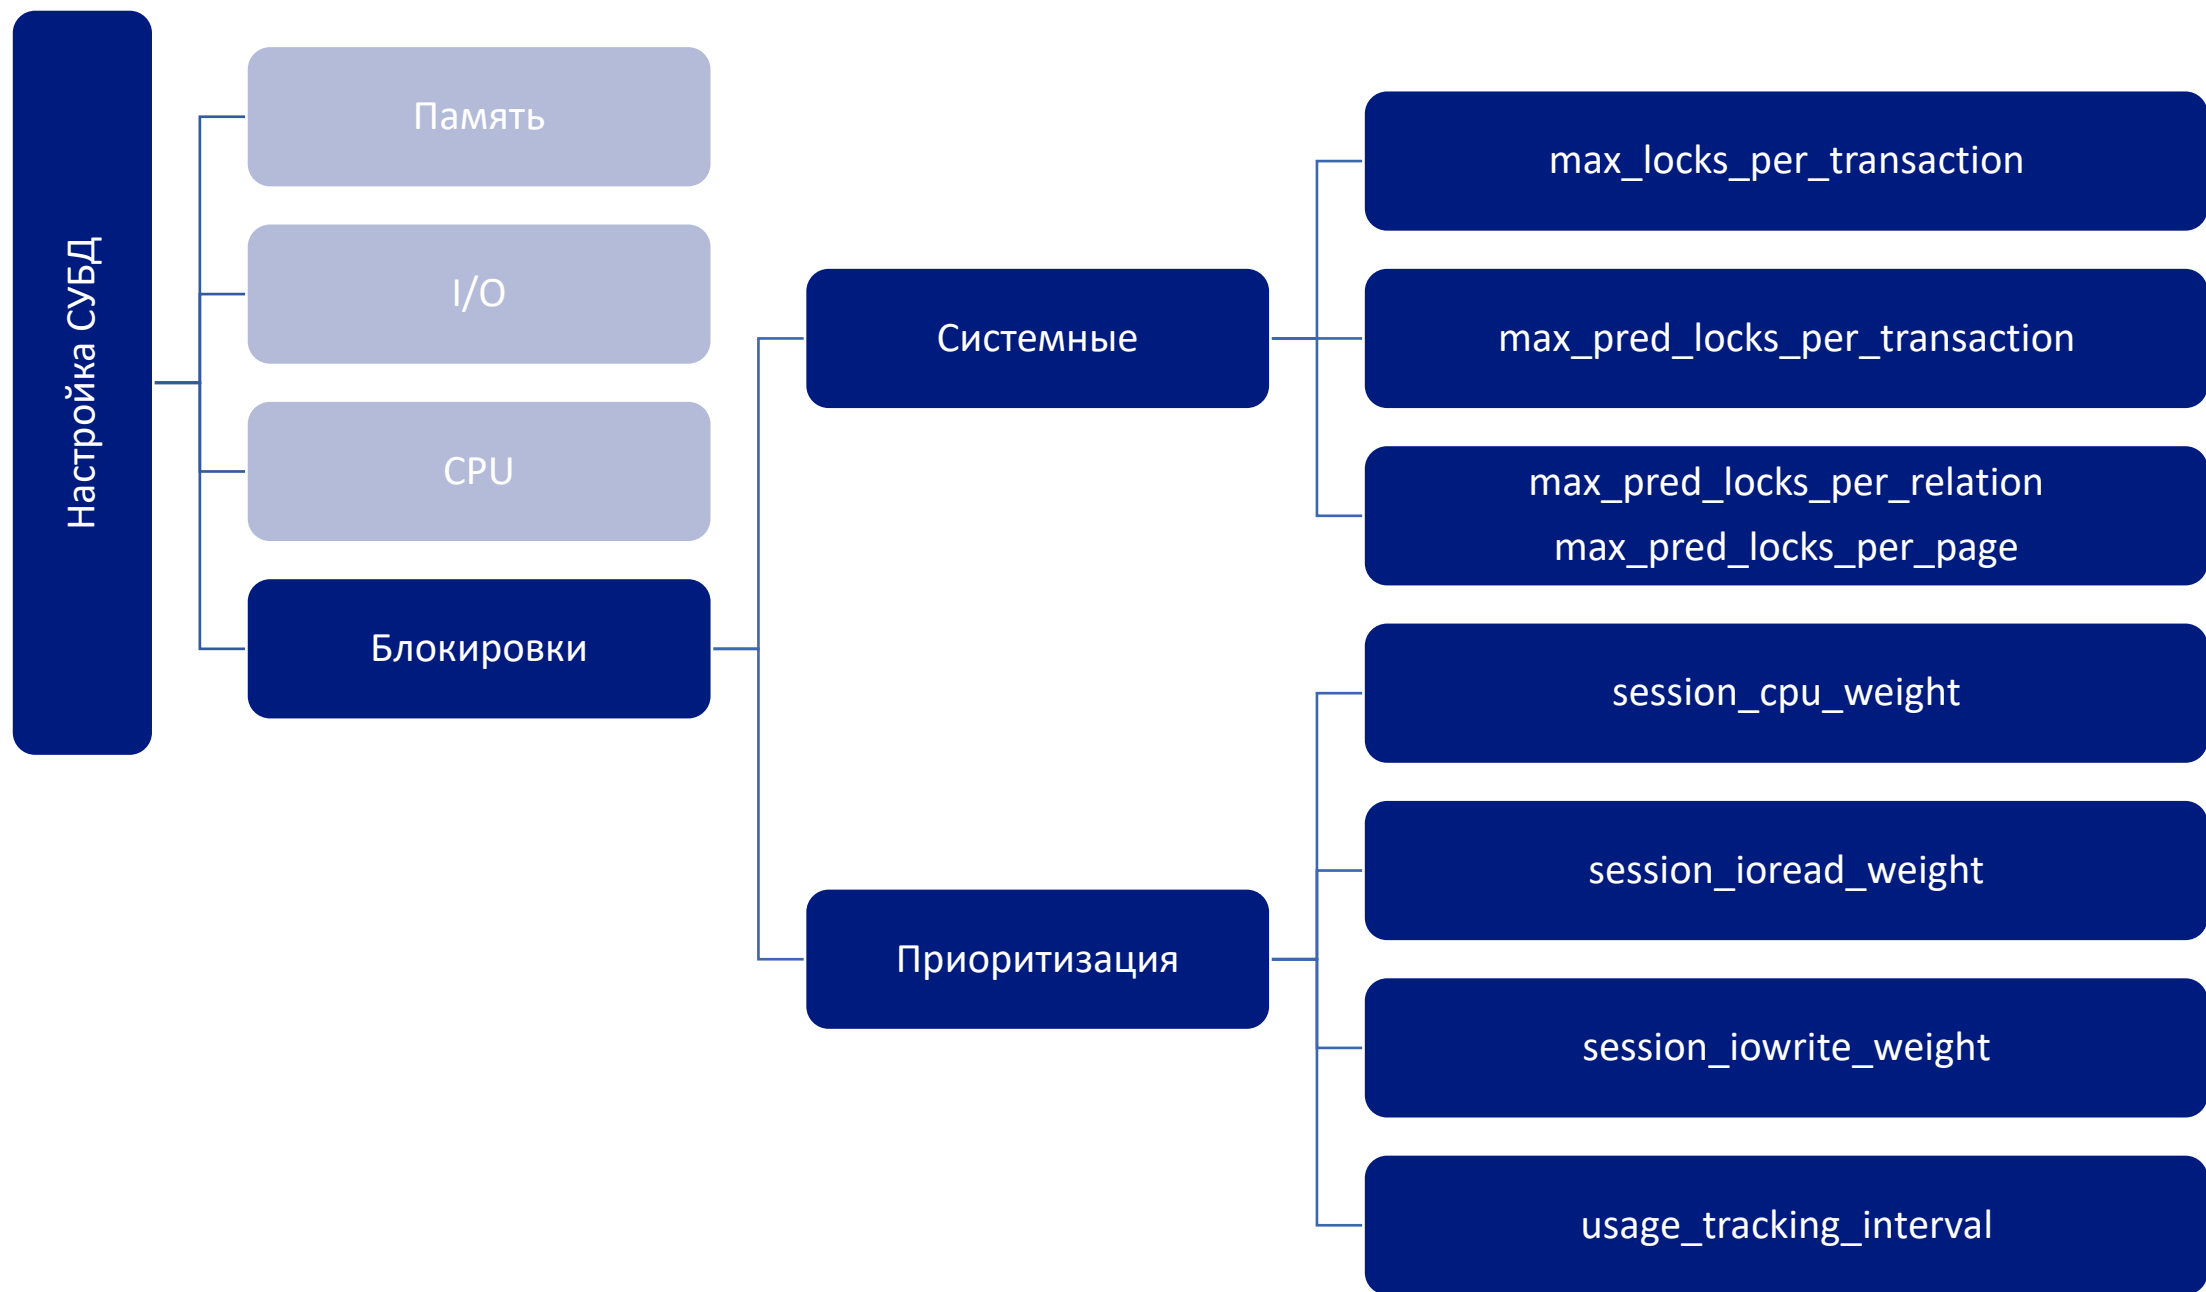 Настройка СУБД
Память
I/O
CPU
Блокировки
Системные
max_locks_per_transaction
max_pred_locks_per_transaction
max_pred_locks_per_relation
max_pred_locks_per_page
Приоритизация
session_cpu_weight
session_ioread_weight
session_iowrite_weight
usage_tracking_interval